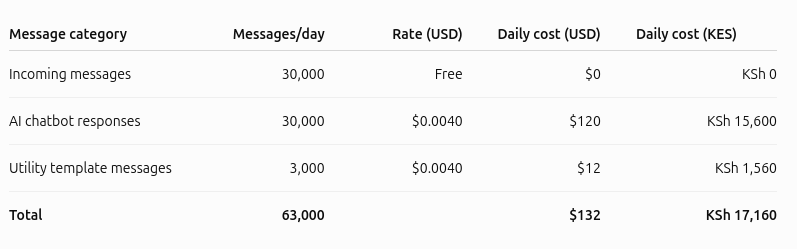 Message category Messages/day Rate (USD) Daily cost (USD) Daily cost (KES)
Incoming messages 30,000 Free $0 KSh 0
AI chatbot responses 30,000 $0.0040 $120 KSh 15,600
Utility template messages 3,000 $0.0040 $12 KSh 1,560
Total 63,000 $132 KSh 17,160